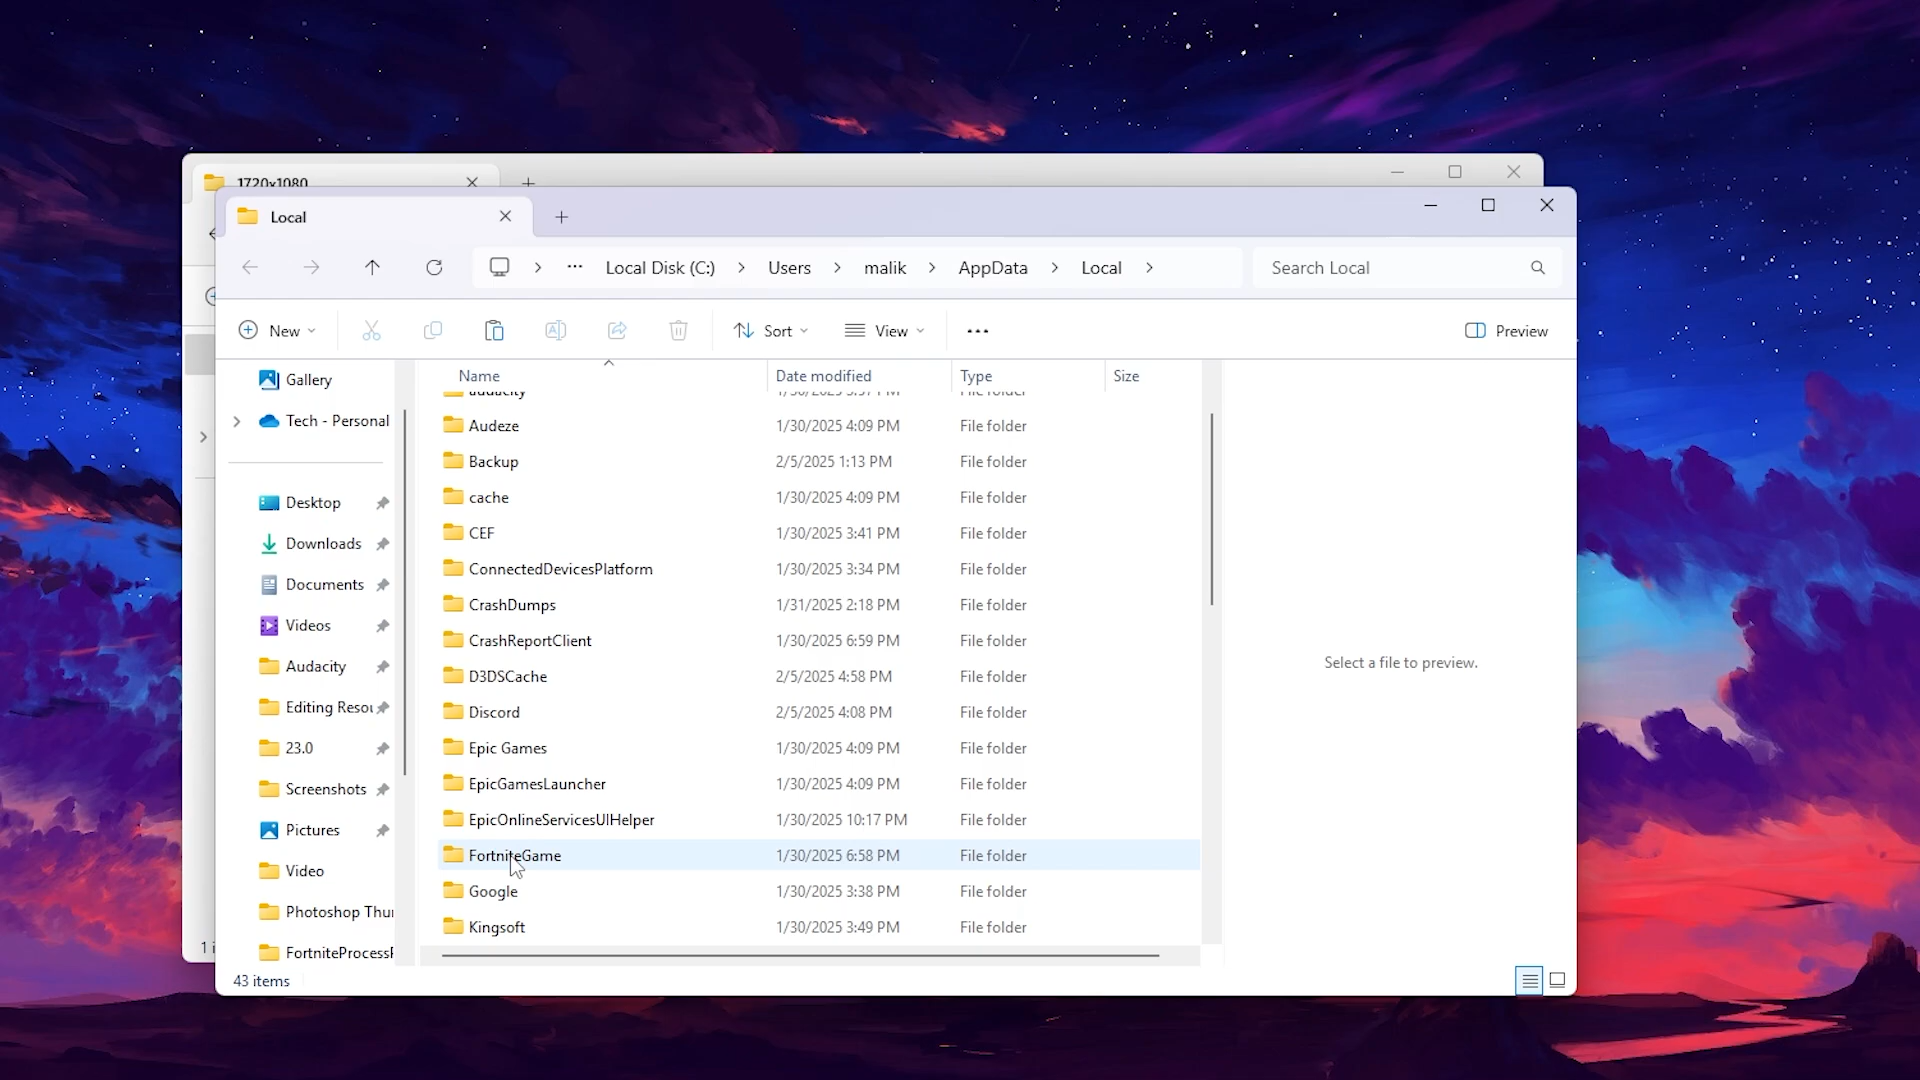 1720x1080
Local
Local Disk (C:) > Users > malik > AppData > Local >
Search Local
New
Sort
View
Preview
Name
Date modified
Type
Size
Gallery
Tech - Personal
Desktop
Downloads
Documents
Videos
Audacity
Editing Resou
23.0
Screenshots
Pictures
Video
Photoshop Thu
FortniteProcess
audacity
Audeze 1/30/2025 4:09 PM File folder
Backup 2/5/2025 1:13 PM File folder
cache 1/30/2025 4:09 PM File folder
CEF 1/30/2025 3:41 PM File folder
ConnectedDevicesPlatform 1/30/2025 3:34 PM File folder
CrashDumps 1/31/2025 2:18 PM File folder
CrashReportClient 1/30/2025 6:59 PM File folder
D3DSCache 2/5/2025 4:58 PM File folder
Discord 2/5/2025 4:08 PM File folder
Epic Games 1/30/2025 4:09 PM File folder
EpicGamesLauncher 1/30/2025 4:09 PM File folder
EpicOnlineServicesUIHelper 1/30/2025 10:17 PM File folder
FortniteGame 1/30/2025 6:58 PM File folder
Google 1/30/2025 3:38 PM File folder
Kingsoft 1/30/2025 3:49 PM File folder
Select a file to preview.
1 i
43 items